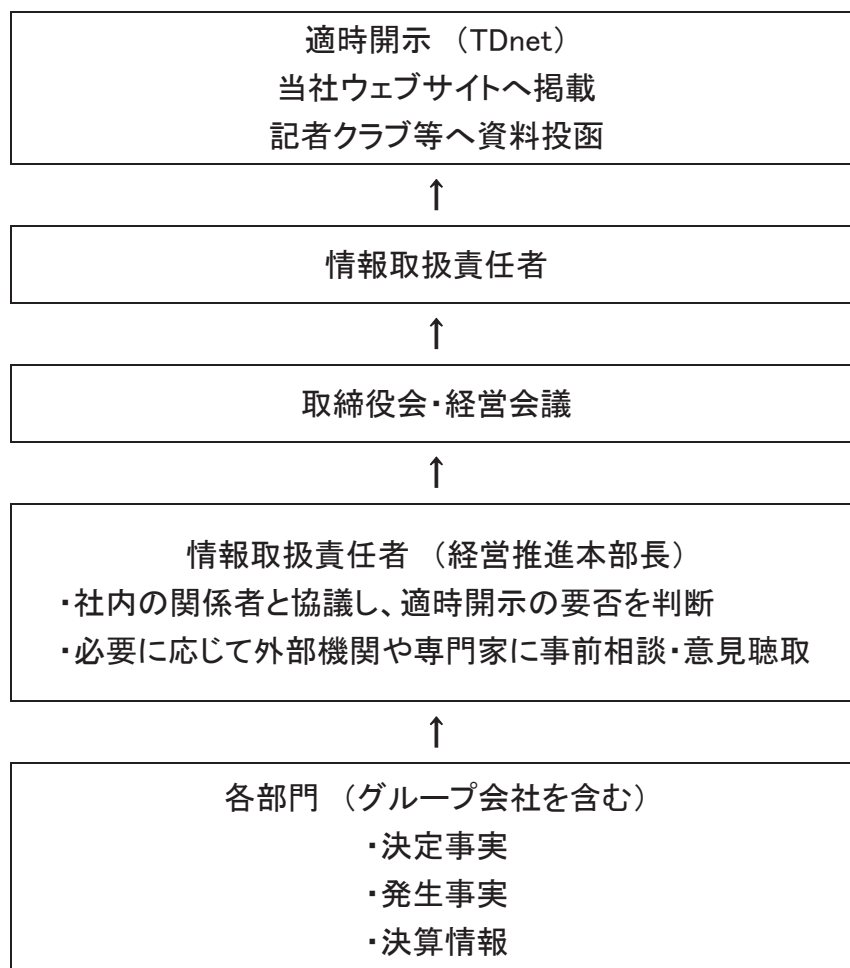 適時開示 （TDnet）
当社ウェブサイトへ掲載
記者クラブ等へ資料投函
↑
情報取扱責任者
↑
取締役会・経営会議
↑
情報取扱責任者 （経営推進本部長）
・社内の関係者と協議し、適時開示の要否を判断
・必要に応じて外部機関や専門家に事前相談・意見聴取
↑
各部門 （グループ会社を含む）
・決定事実
・発生事実
・決算情報